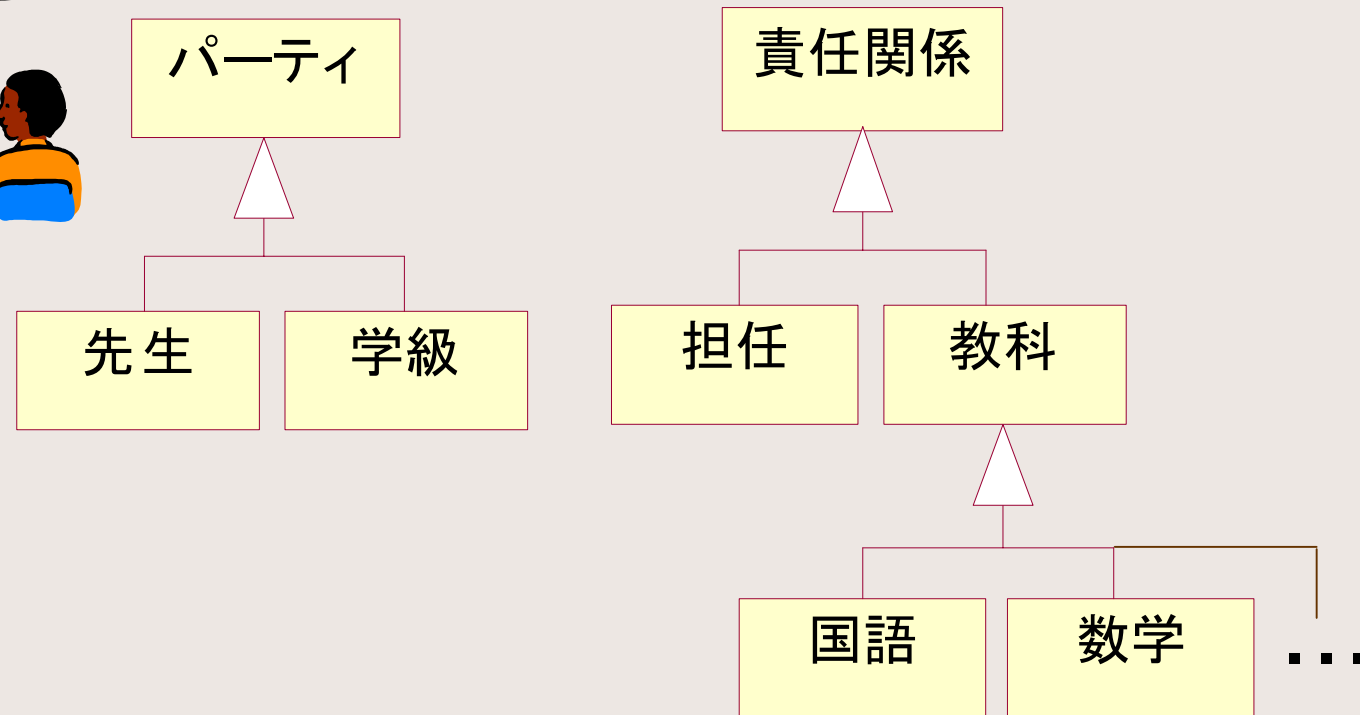 パーティ
責任関係
先生
学級
担任
教科
国語
数学
...